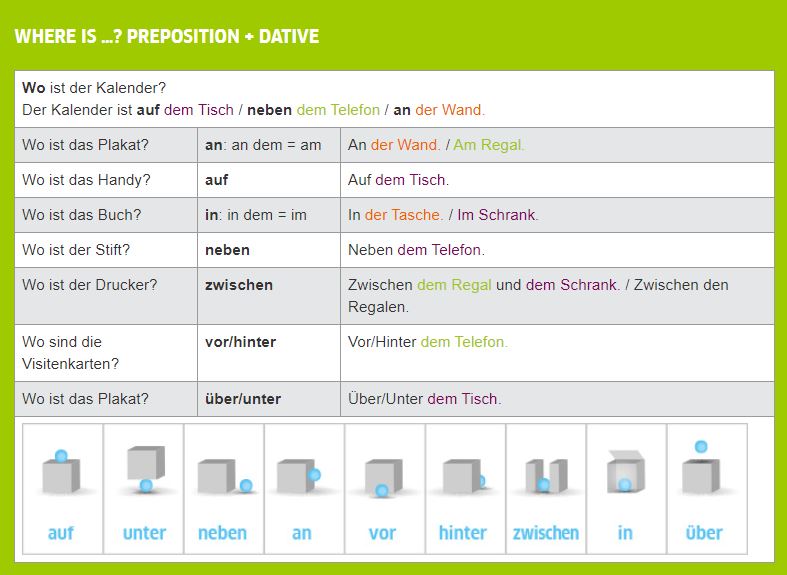 WHERE IS ...? PREPOSITION + DATIVE
Wo ist der Kalender?
Der Kalender ist auf dem Tisch / neben dem Telefon / an der Wand.
Wo ist das Plakat? an: an dem = am An der Wand. / Am Regal.
Wo ist das Handy? auf Auf dem Tisch.
Wo ist das Buch? in: in dem = im In der Tasche. / Im Schrank.
Wo ist der Stift? neben Neben dem Telefon.
Wo ist der Drucker? zwischen Zwischen dem Regal und dem Schrank. / Zwischen den
Regalen.
Wo sind die vor/hinter Vor/Hinter dem Telefon.
Visitenkarten?
Wo ist das Plakat? über/unter Über/Unter dem Tisch.
auf unter neben an vor hinter zwischen in über